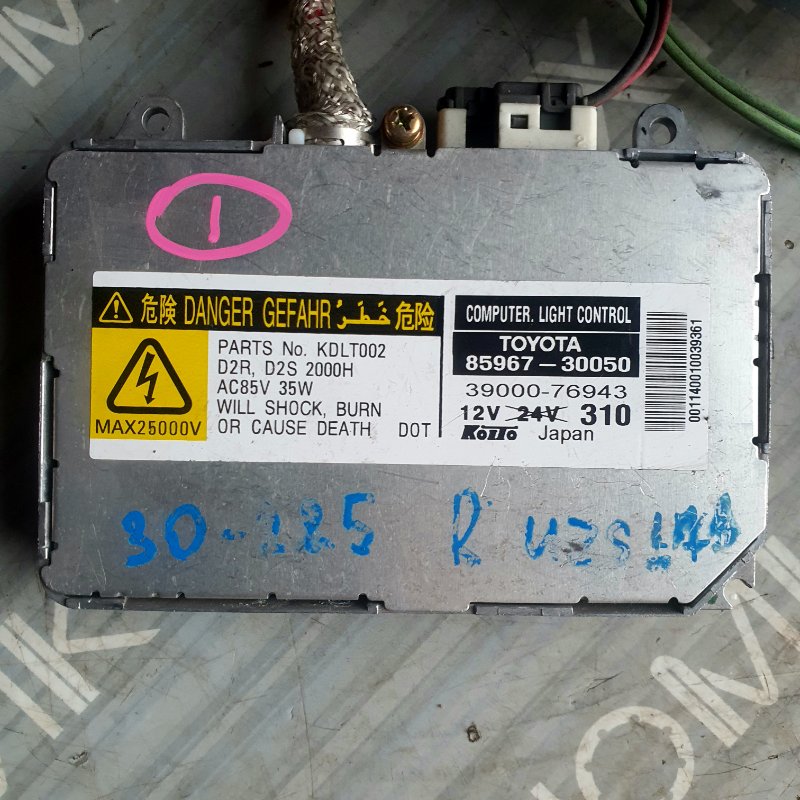 1
危険 DANGER GEFAHR خَطَرْ 危险
MAX25000V
PARTS No. KDLT002
D2R, D2S 2000H
AC85V 35W
WILL SHOCK, BURN
OR CAUSE DEATH DOT
COMPUTER. LIGHT CONTROL
TOYOTA
85967-30050
39000-76943
12V 24V 310
KOITO Japan
001140010039361
30-225 R UZS